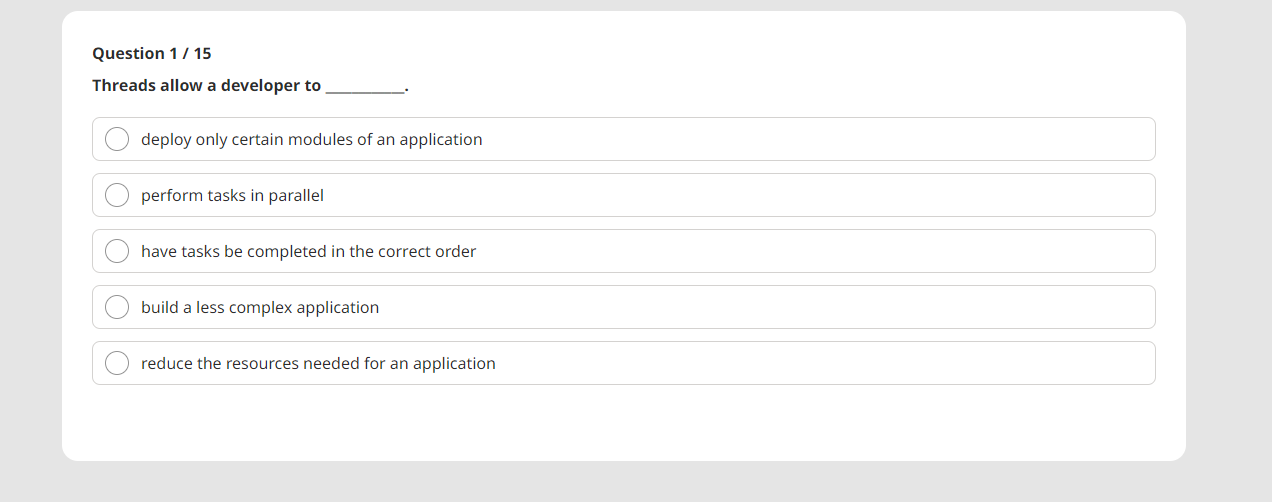 Question 1 / 15
Threads allow a developer to __________.
deploy only certain modules of an application
perform tasks in parallel
have tasks be completed in the correct order
build a less complex application
reduce the resources needed for an application